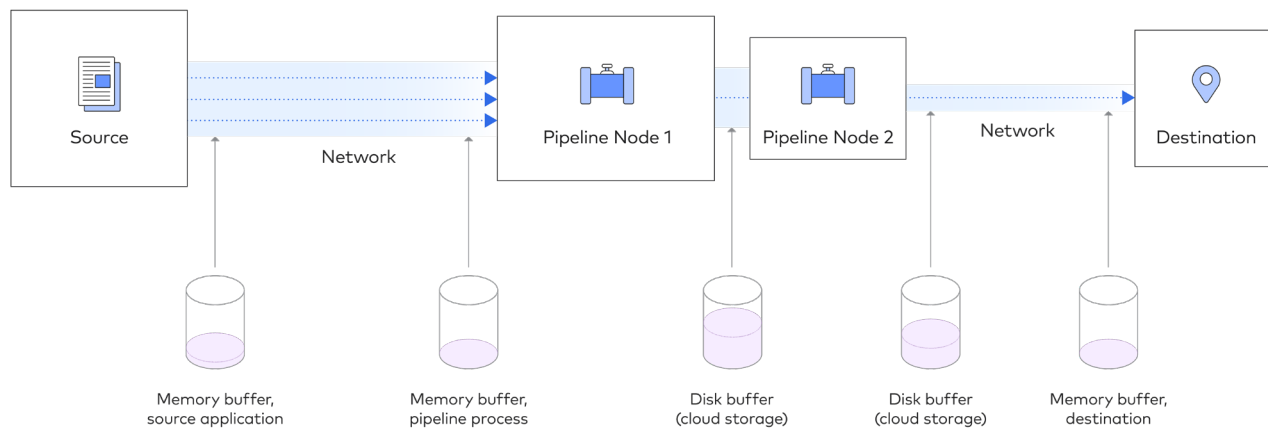 Source
Network
Pipeline Node 1
Pipeline Node 2
Network
Destination
Memory buffer,
source application
Memory buffer,
pipeline process
Disk buffer
(cloud storage)
Disk buffer
(cloud storage)
Memory buffer,
destination